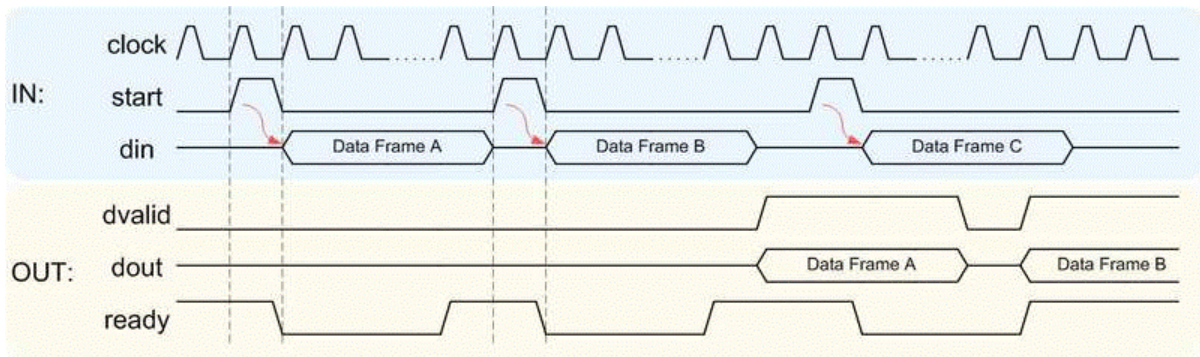 IN:
clock
start
din
Data Frame A
Data Frame B
Data Frame C
OUT:
dvalid
dout
Data Frame A
Data Frame B
ready